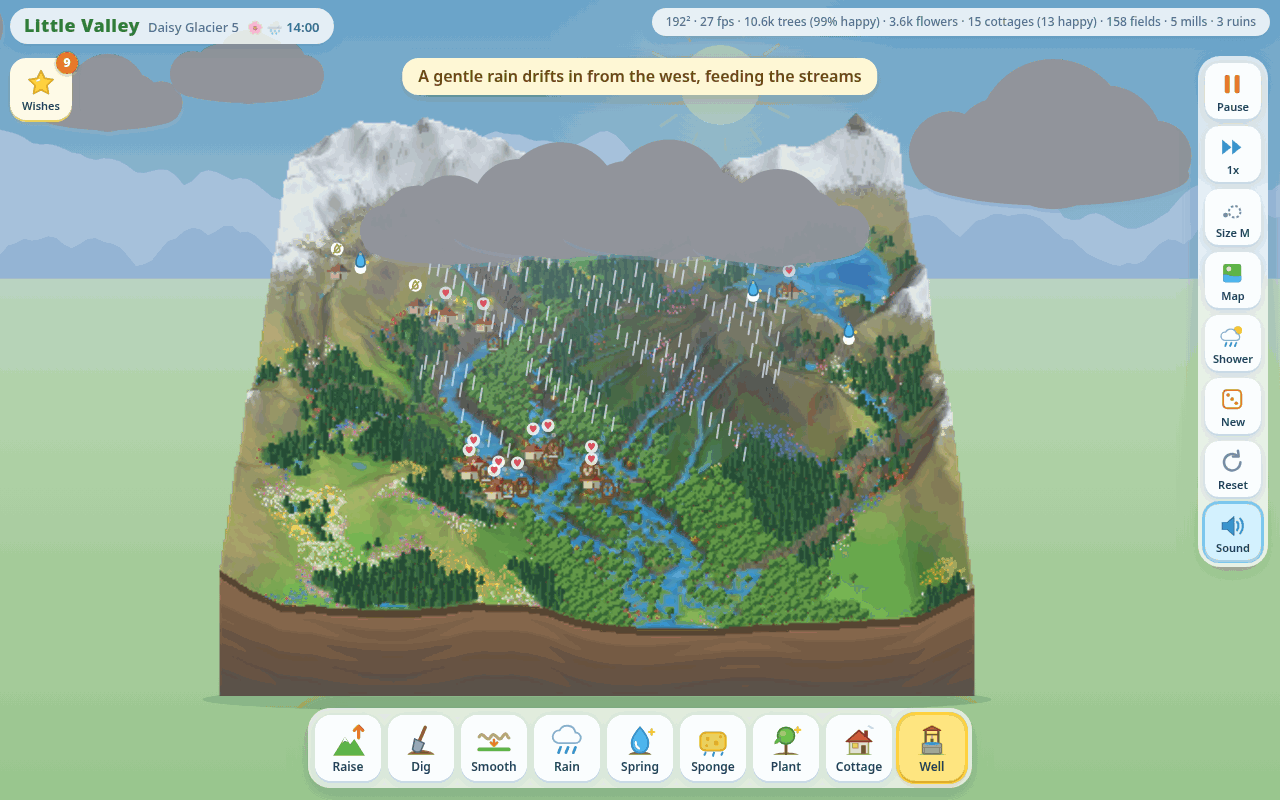 Little Valley Daisy Glacier 5 14:00
192² · 27 fps · 10.6k trees (99% happy) · 3.6k flowers · 15 cottages (13 happy) · 158 fields · 5 mills · 3 ruins
9
Wishes
A gentle rain drifts in from the west, feeding the streams
Pause
1x
Size M
Map
Shower
New
Reset
Sound
Raise Dig Smooth Rain Spring Sponge Plant Cottage Well